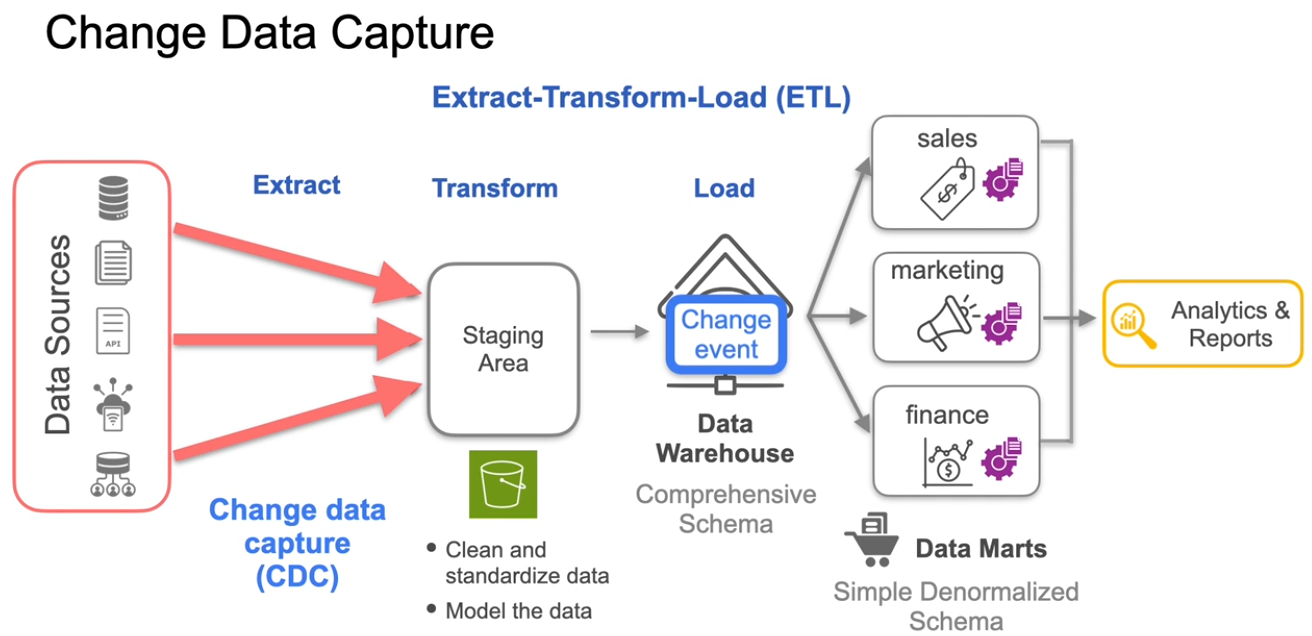 Change Data Capture
Extract-Transform-Load (ETL)
Extract
Transform
Load
Data Sources
API
Change data
capture
(CDC)
Staging
Area
• Clean and
standardize data
• Model the data
Change
event
Data
Warehouse
Comprehensive
Schema
sales
$
marketing
finance
$
Data Marts
Simple Denormalized
Schema
Analytics &
Reports